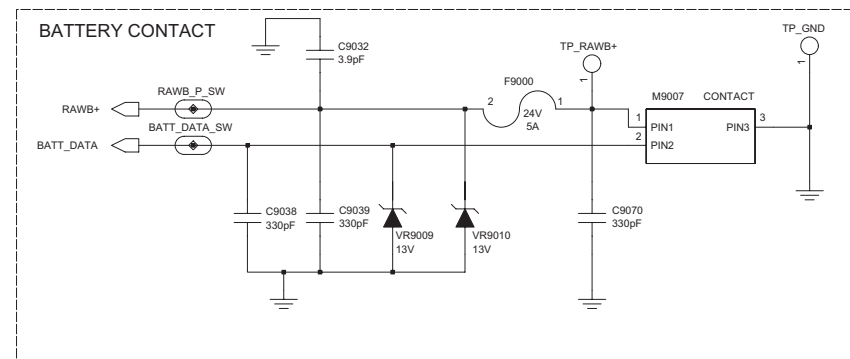 BATTERY CONTACT
C9032
3.9pF
TP_RAWB+
1
TP_GND
1
RAWB_P_SW
RAWB+
F9000
2
1
24V
5A
M9007 CONTACT
1
PIN1
PIN3
3
2
PIN2
BATT_DATA_SW
BATT_DATA
C9038
330pF
C9039
330pF
VR9009
13V
VR9010
13V
C9070
330pF